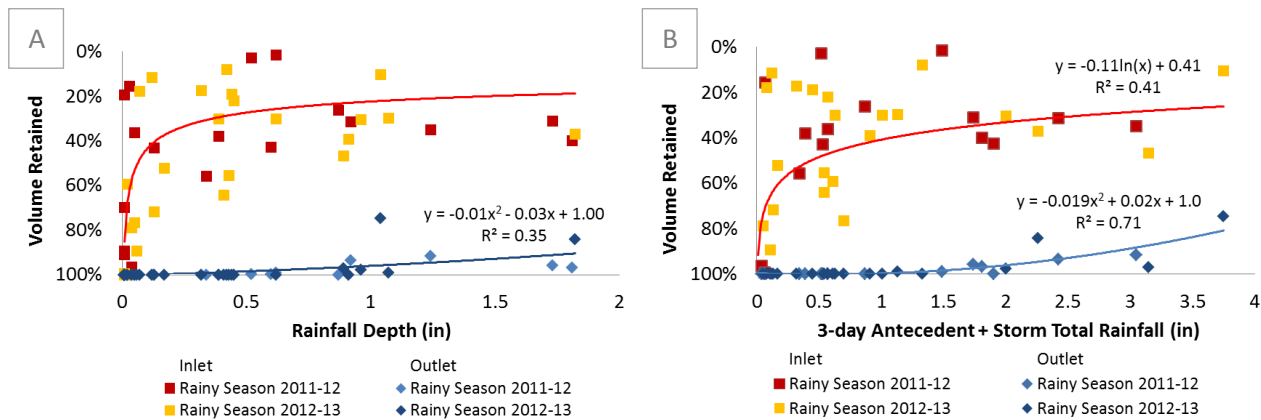 A
Volume Retained
0%
20%
40%
60%
80%
100%
y = -0.01x² - 0.03x + 1.00
R² = 0.35
0
0.5
1
1.5
2
Rainfall Depth (in)
Inlet
Outlet
Rainy Season 2011-12
Rainy Season 2011-12
Rainy Season 2012-13
Rainy Season 2012-13
B
Volume Retained
0%
20%
40%
60%
80%
100%
y = -0.11ln(x) + 0.41
R² = 0.41
y = -0.019x² + 0.02x + 1.0
R² = 0.71
0
0.5
1
1.5
2
2.5
3
3.5
4
3-day Antecedent + Storm Total Rainfall (in)
Inlet
Outlet
Rainy Season 2011-12
Rainy Season 2011-12
Rainy Season 2012-13
Rainy Season 2012-13